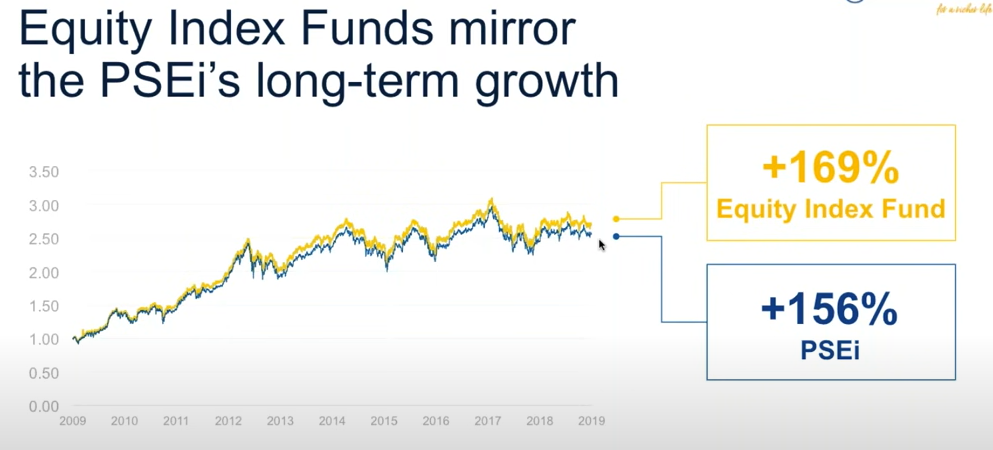 fit a richer life
Equity Index Funds mirror
the PSEi's long-term growth
3.50
3.00
2.50
2.00
1.50
1.00
0.50
0.00
2009 2010 2011 2012 2013 2014 2015 2016 2017 2018 2019
+169%
Equity Index Fund
+156%
PSEi